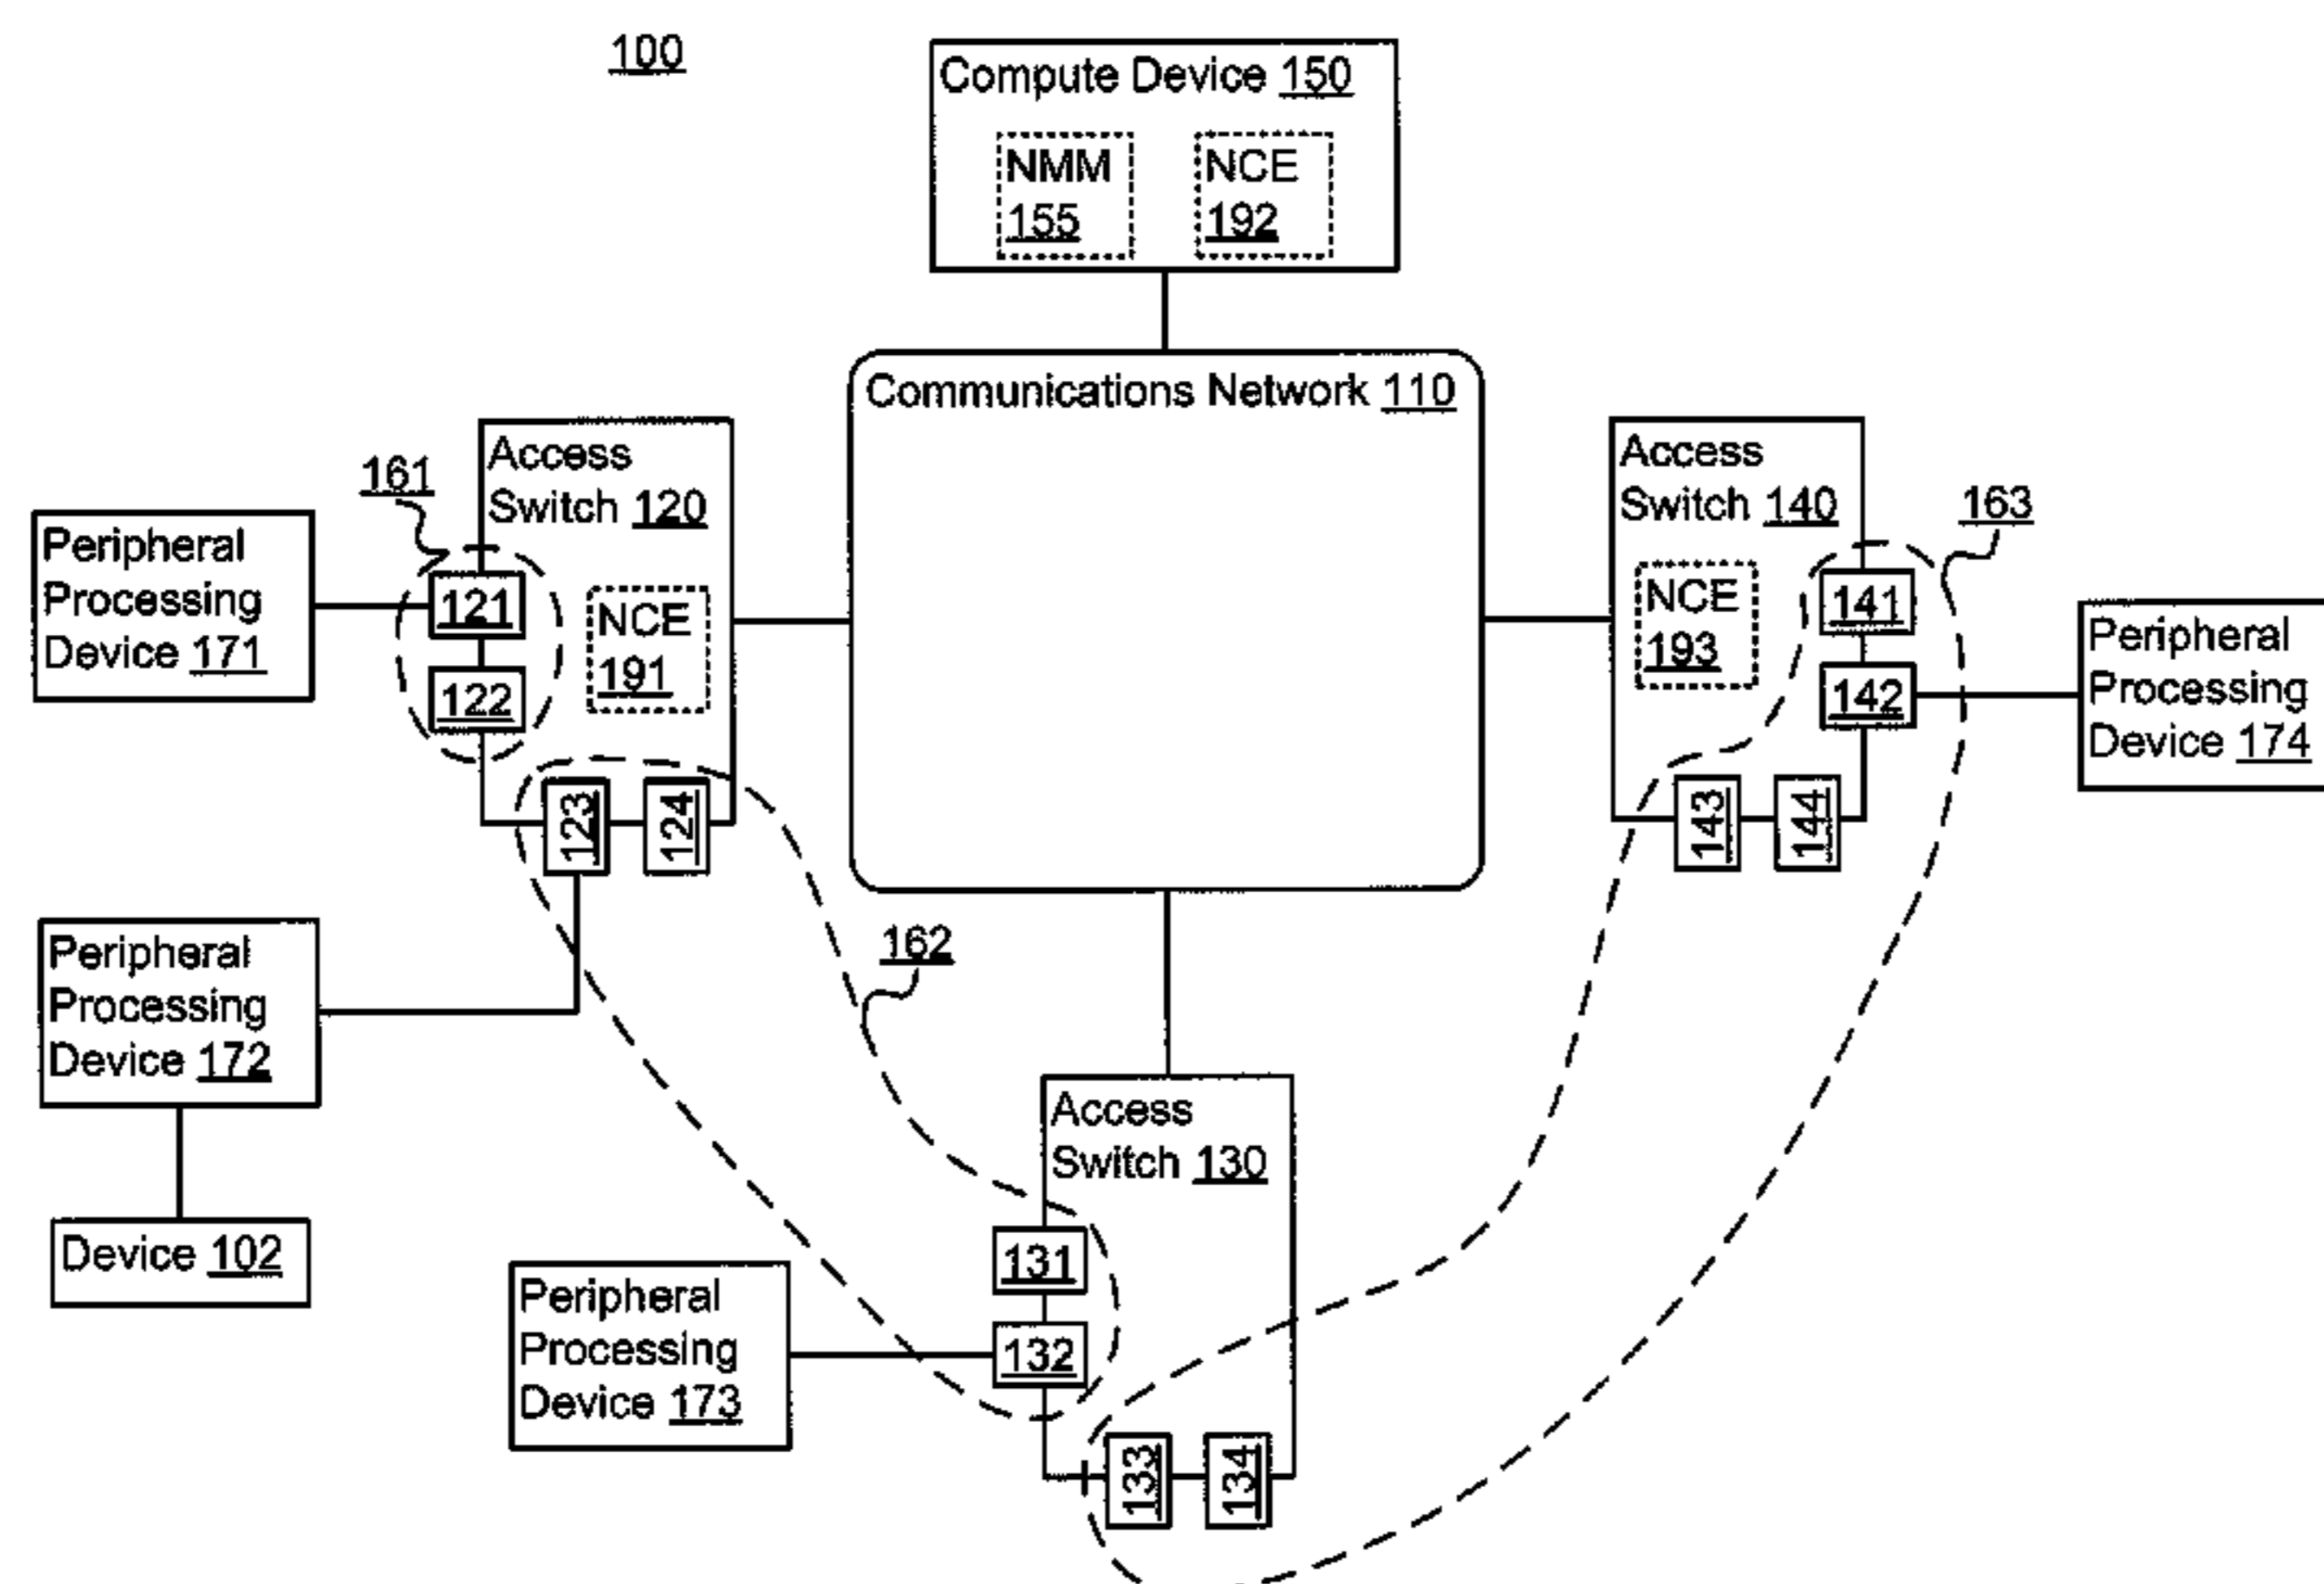 100
Compute Device 150
NMM
155
NCE
192
Communications Network 110
Access
Switch 120
161
Peripheral
Processing
Device 171
121
122
NCE
191
123
124
Access
Switch 140
163
NCE
193
141
142
143
144
Peripheral
Processing
Device 174
162
Peripheral
Processing
Device 172
Device 102
Access
Switch 130
131
132
133
134
Peripheral
Processing
Device 173